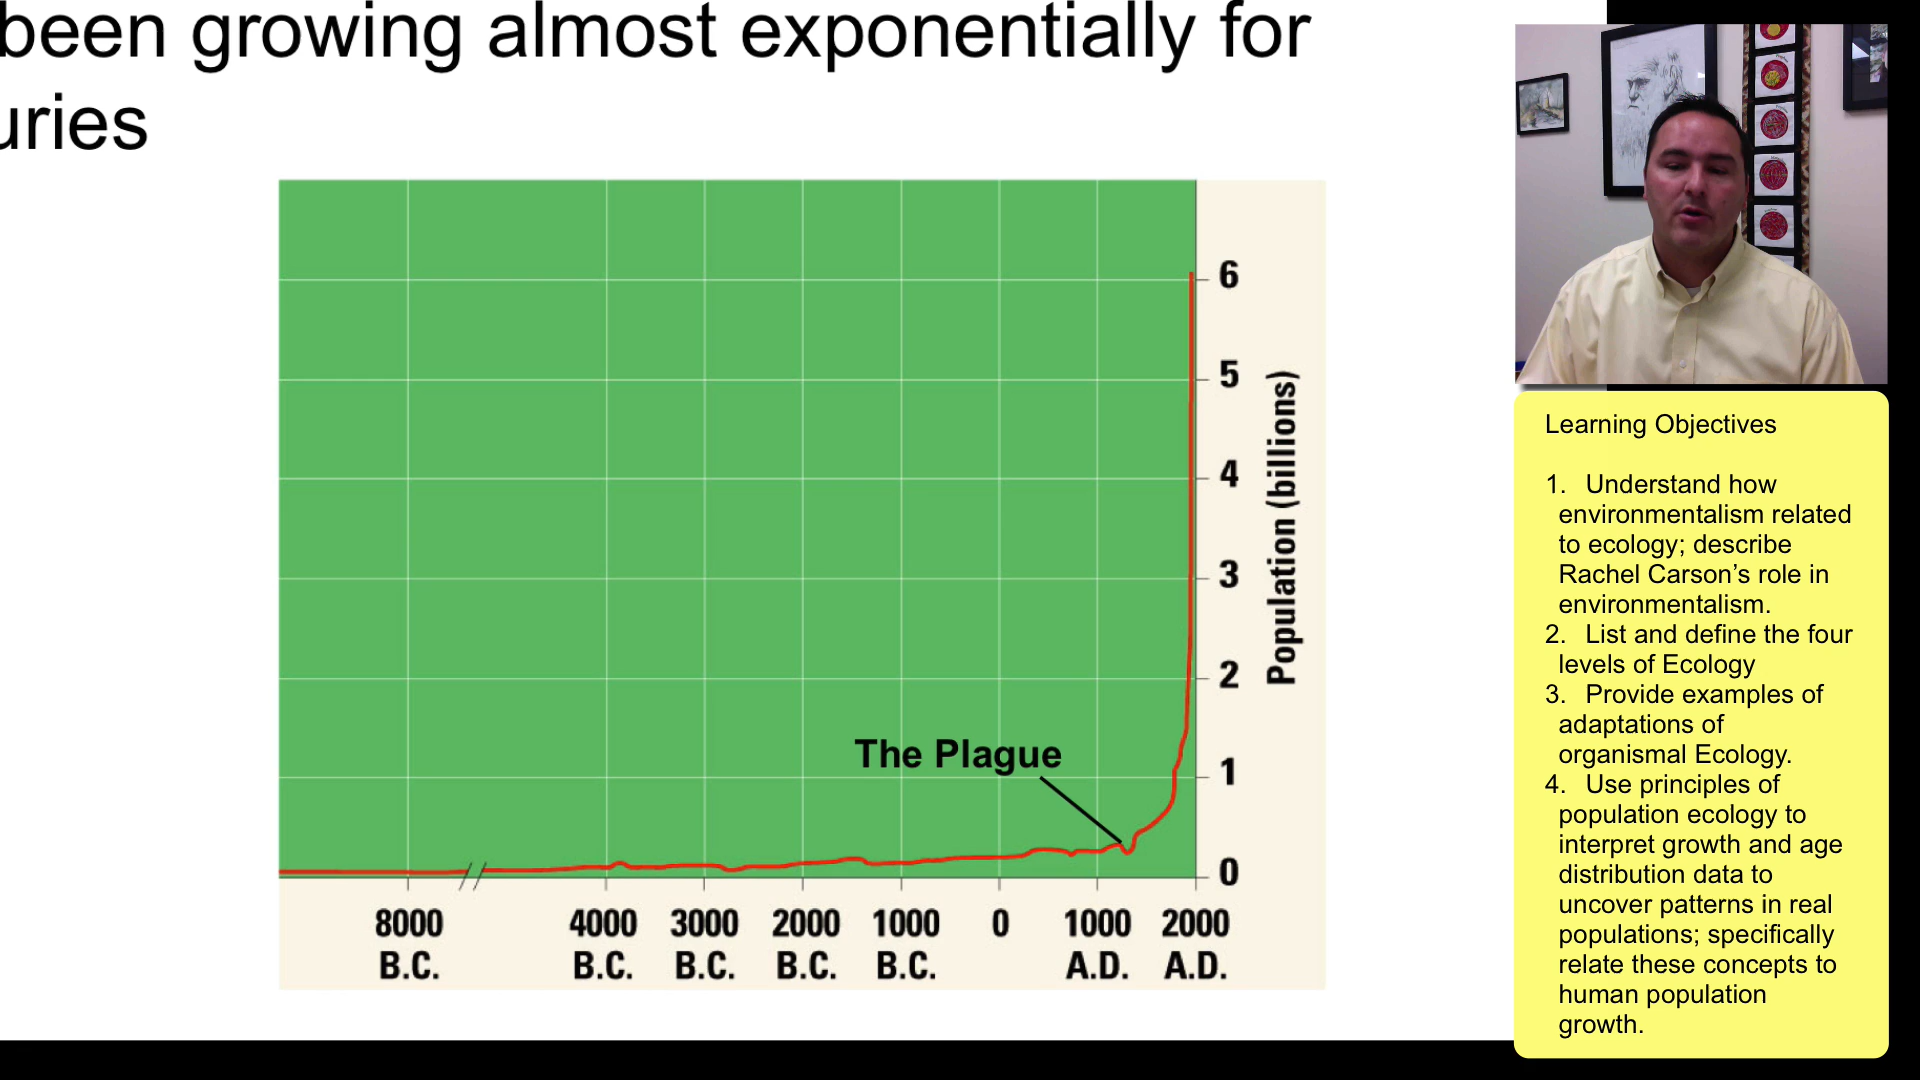 been growing almost exponentially for
uries
6
5
4
3
2
1
0
Population (billions)
The Plague
8000 4000 3000 2000 1000 0 1000 2000
B.C. B.C. B.C. B.C. B.C. A.D. A.D.
Learning Objectives
1. Understand how
environmentalism related
to ecology; describe
Rachel Carson’s role in
environmentalism.
2. List and define the four
levels of Ecology
3. Provide examples of
adaptations of
organismal Ecology.
4. Use principles of
population ecology to
interpret growth and age
distribution data to
uncover patterns in real
populations; specifically
relate these concepts to
human population
growth.